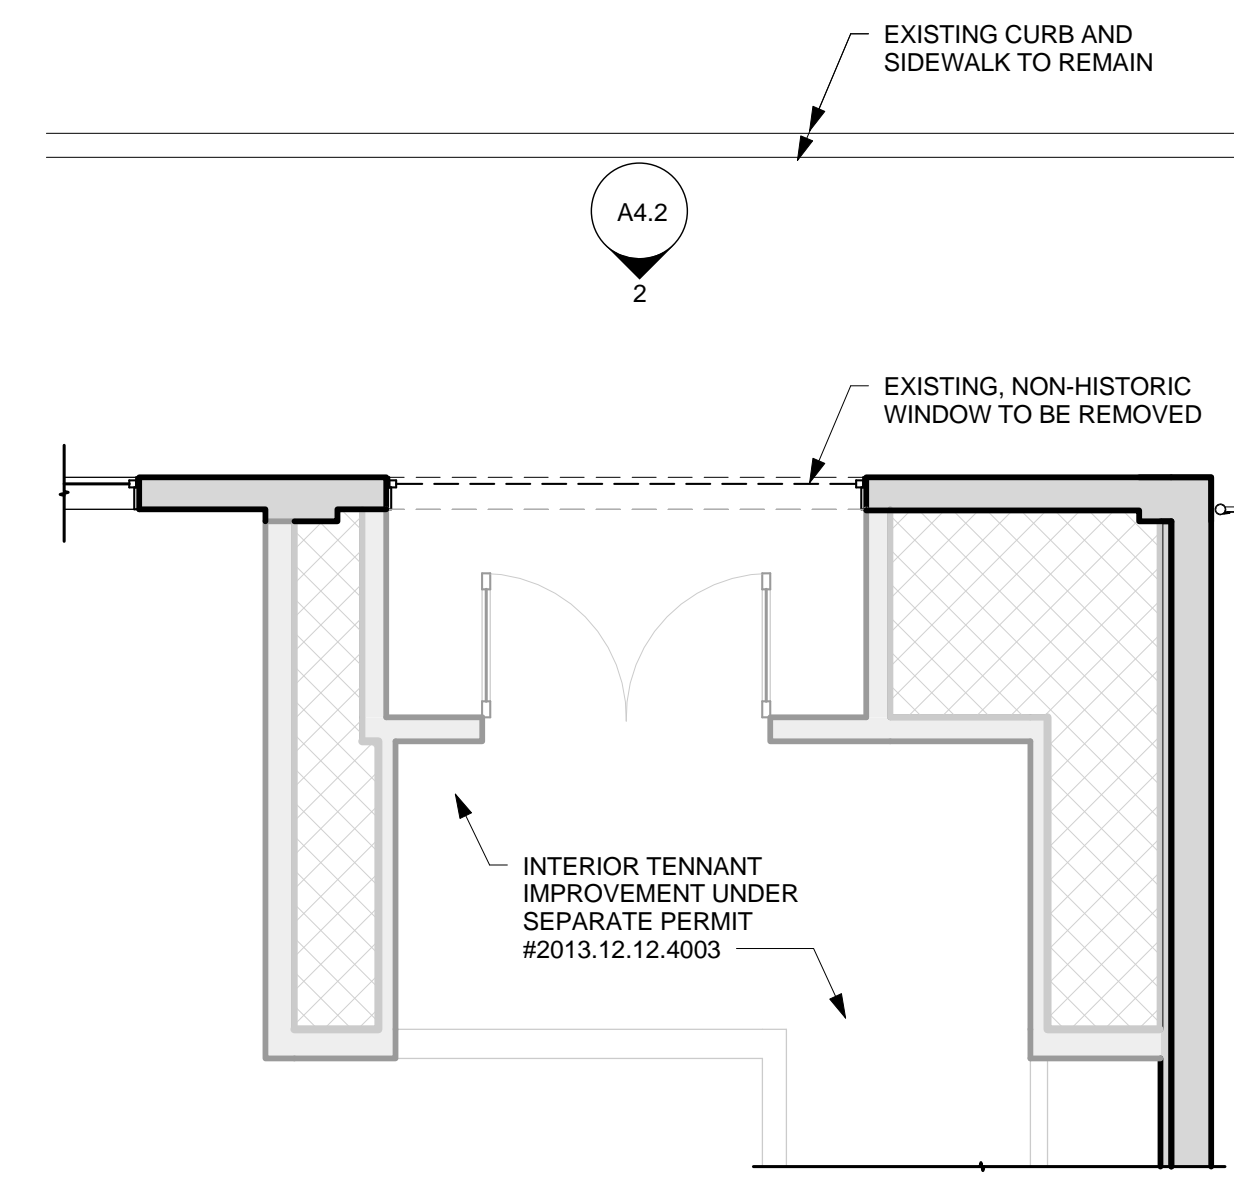 EXISTING CURB AND
SIDEWALK TO REMAIN
A4.2
2
EXISTING, NON-HISTORIC
WINDOW TO BE REMOVED
INTERIOR TENNANT
IMPROVEMENT UNDER
SEPARATE PERMIT
#2013.12.12.4003